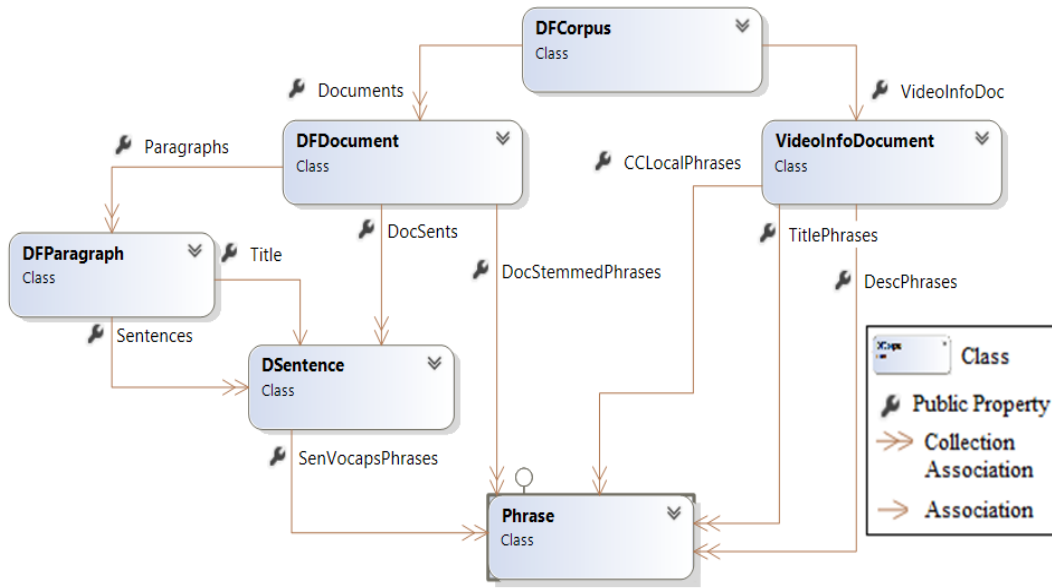 DFCorpus
Class
Documents
VideoInfoDoc
DFDocument
Class
VideoInfoDocument
Class
Paragraphs
CCLocalPhrases
DocSents
TitlePhrases
DFParagraph
Class
Title
DocStemmedPhrases
DescPhrases
Sentences
DSentence
Class
SenVocapsPhrases
Phrase
Class
Class
Public Property
Collection
Association
Association